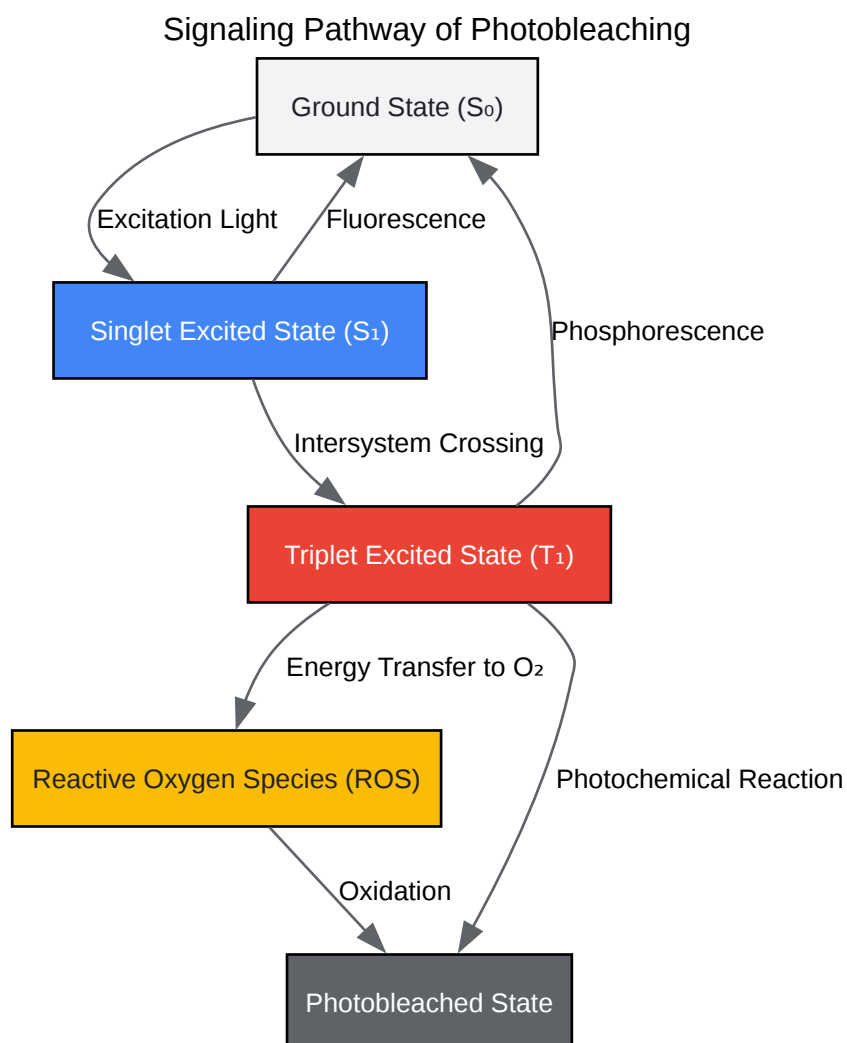 Signaling Pathway of Photobleaching
Ground State (S₀)
Excitation Light
Fluorescence
Singlet Excited State (S₁)
Phosphorescence
Intersystem Crossing
Triplet Excited State (T₁)
Energy Transfer to O₂
Reactive Oxygen Species (ROS)
Photochemical Reaction
Oxidation
Photobleached State